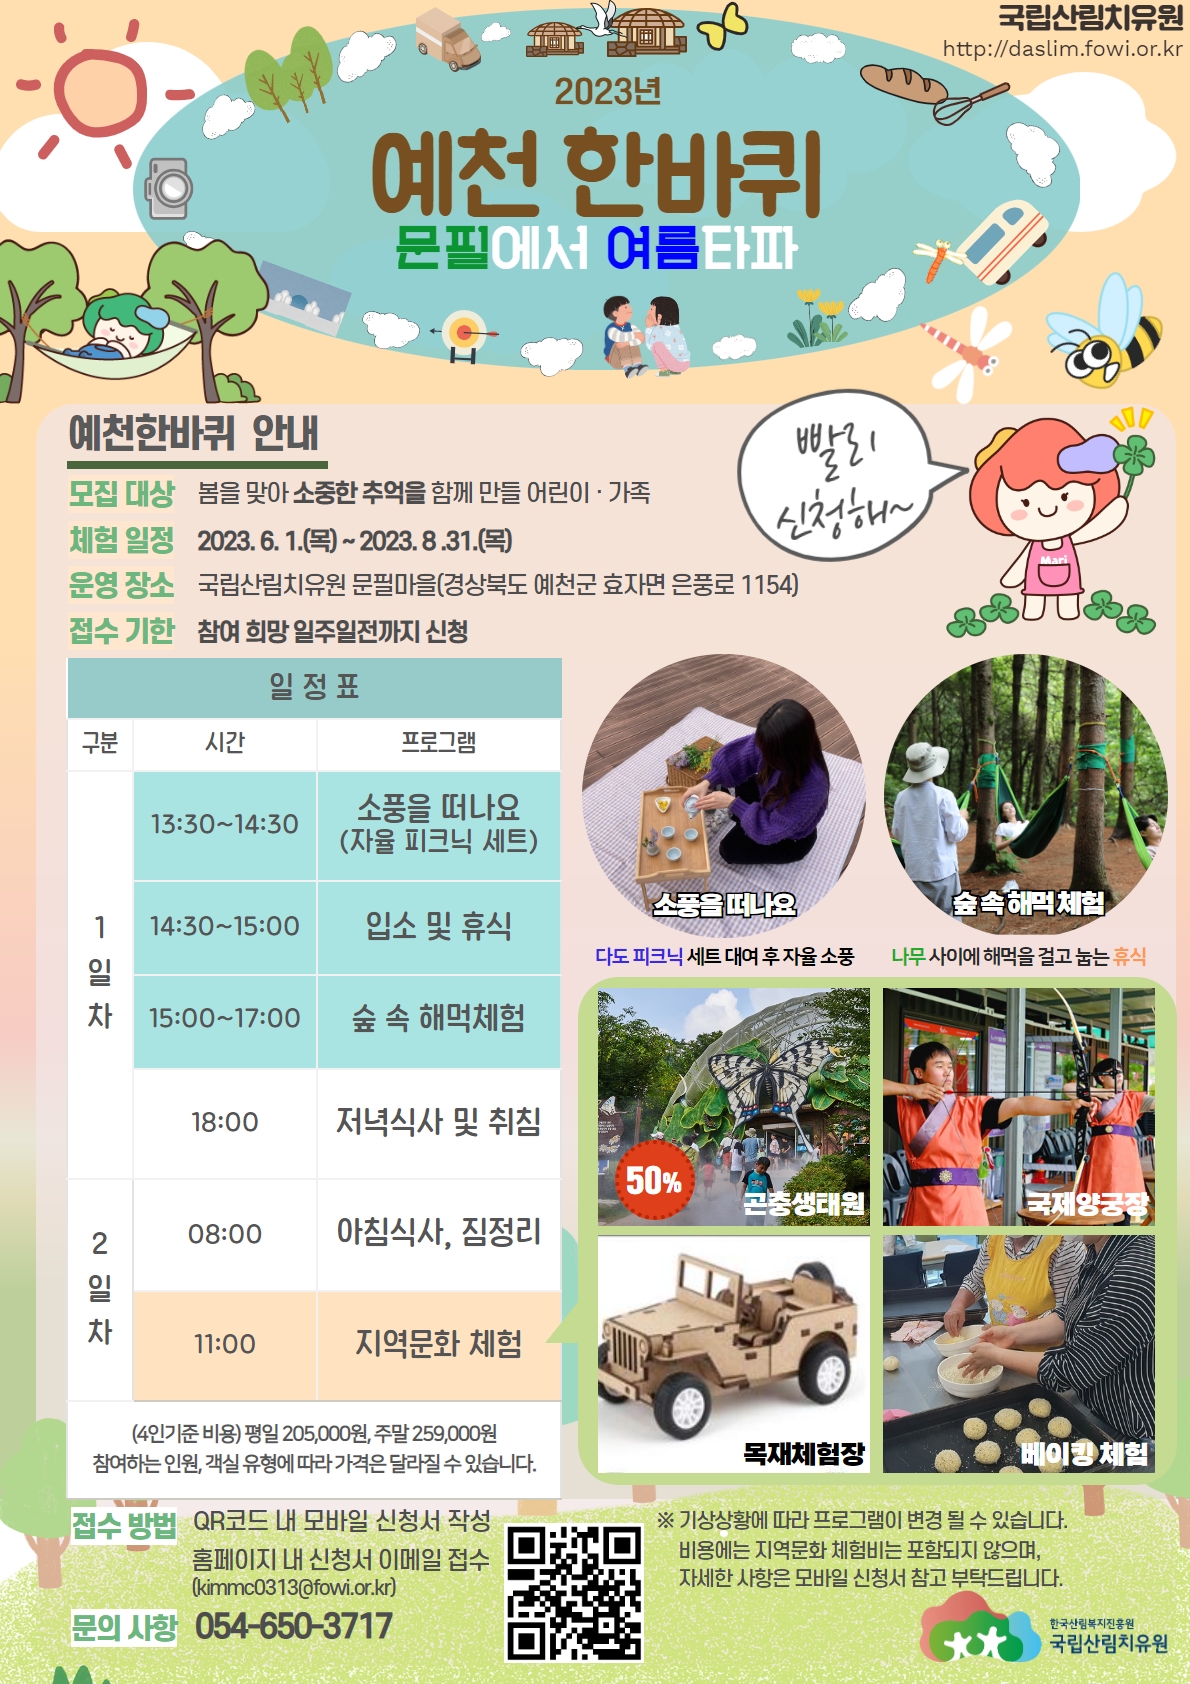 국립산림치유원
http://daslim.fowi.or.kr
2023년
예천 한바퀴
문필에서 여름타파
예천한바퀴 안내
빨리
신청해~
모집 대상 봄을 맞아 소중한 추억을 함께 만들 어린이 · 가족
체험 일정 2023. 6. 1.(목) ~ 2023. 8 .31.(목)
운영 장소 국립산림치유원 문필마을(경상북도 예천군 효자면 은풍로 1154)
접수 기한 참여 희망 일주일전까지 신청
Mari
일 정 표
구분 시간 프로그램
1일차
13:30~14:30 소풍을 떠나요
(자율 피크닉 세트)
14:30~15:00 입소 및 휴식
15:00~17:00 숲 속 해먹체험
18:00 저녁식사 및 취침
2일차
08:00 아침식사, 짐정리
11:00 지역문화 체험
(4인기준 비용) 평일 205,000원, 주말 259,000원
참여하는 인원, 객실 유형에 따라 가격은 달라질 수 있습니다.
소풍을 떠나요
숲 속 해먹 체험
다도 피크닉 세트 대여 후 자율 소풍
나무 사이에 해먹을 걸고 눕는 휴식
50%
곤충생태원
국제양궁장
목재체험장
베이킹 체험
접수 방법 QR코드 내 모바일 신청서 작성
홈페이지 내 신청서 이메일 접수
(kimmc0313@fowi.or.kr)
문의 사항 054-650-3717
※ 기상상황에 따라 프로그램이 변경 될 수 있습니다.
비용에는 지역문화 체험비는 포함되지 않으며,
자세한 사항은 모바일 신청서 참고 부탁드립니다.
한국산림복지진흥원
국립산림치유원